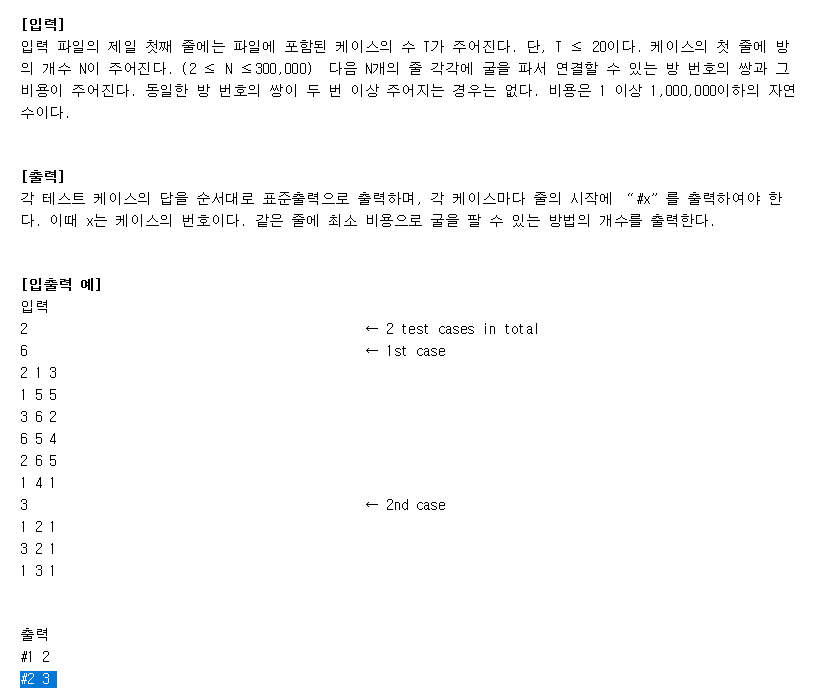 [입력]
입력 파일의 제일 첫째 줄에는 파일에 포함된 케이스의 수 T가 주어진다. 단, T ≤ 20이다. 케이스의 첫 줄에 방
의 개수 N이 주어진다. (2 ≤ N ≤300,000) 다음 N개의 줄 각각에 굴을 파서 연결할 수 있는 방 번호의 쌍과 그
비용이 주어진다. 동일한 방 번호의 쌍이 두 번 이상 주어지는 경우는 없다. 비용은 1 이상 1,000,000이하의 자연
수이다.
[출력]
각 테스트 케이스의 답을 순서대로 표준출력으로 출력하며, 각 케이스마다 줄의 시작에 “#x”를 출력하여야 한
다. 이때 x는 케이스의 번호이다. 같은 줄에 최소 비용으로 굴을 팔 수 있는 방법의 개수를 출력한다.
[입출력 예]
입력
2 ← 2 test cases in total
6 ← 1st case
2 1 3
1 5 5
3 6 2
6 5 4
2 6 5
1 4 1
3 ← 2nd case
1 2 1
3 2 1
1 3 1
출력
#1 2
#2 3